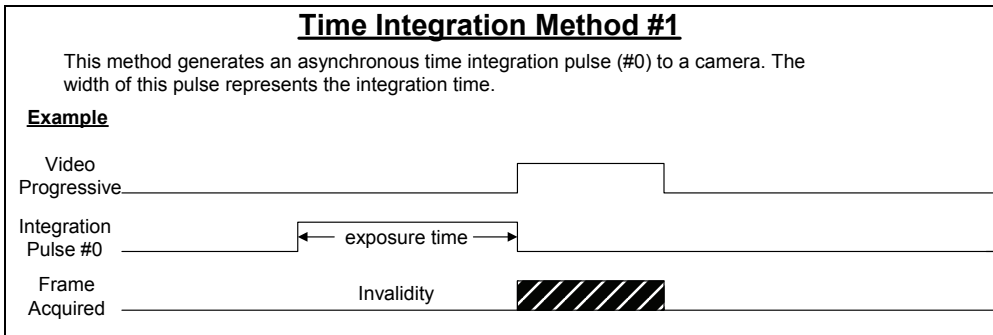 Time Integration Method #1
This method generates an asynchronous time integration pulse (#0) to a camera. The
width of this pulse represents the integration time.
Example
Video
Progressive
Integration
Pulse #0
exposure time
Frame
Acquired
Invalidity